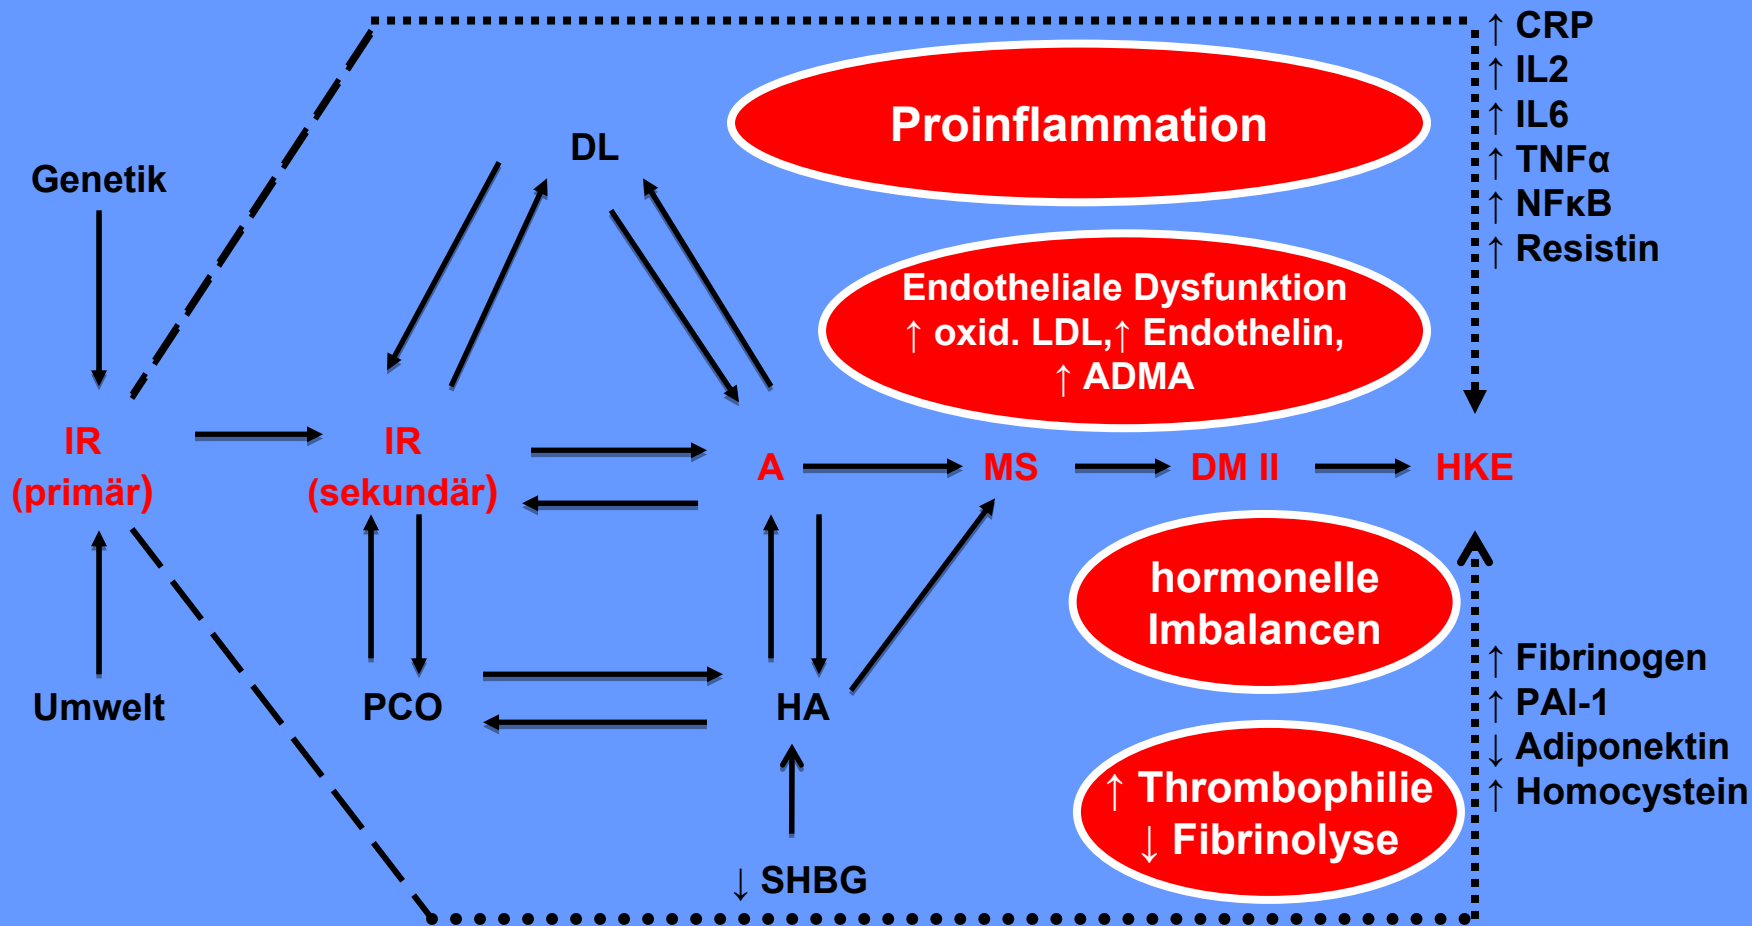 ↑ CRP
↑ IL2
↑ IL6
↑ TNFα
↑ NFκB
↑ Resistin
Proinflammation
DL
Genetik
Endotheliale Dysfunktion
↑ oxid. LDL,↑ Endothelin,
↑ ADMA
IR
(primär)
IR
(sekundär)
A
MS
DM II
HKE
hormonelle
Imbalancen
Umwelt
PCO
HA
↑ Fibrinogen
↑ PAI-1
↓ Adiponektin
↑ Homocystein
↑ Thrombophilie
↓ Fibrinolyse
↓ SHBG